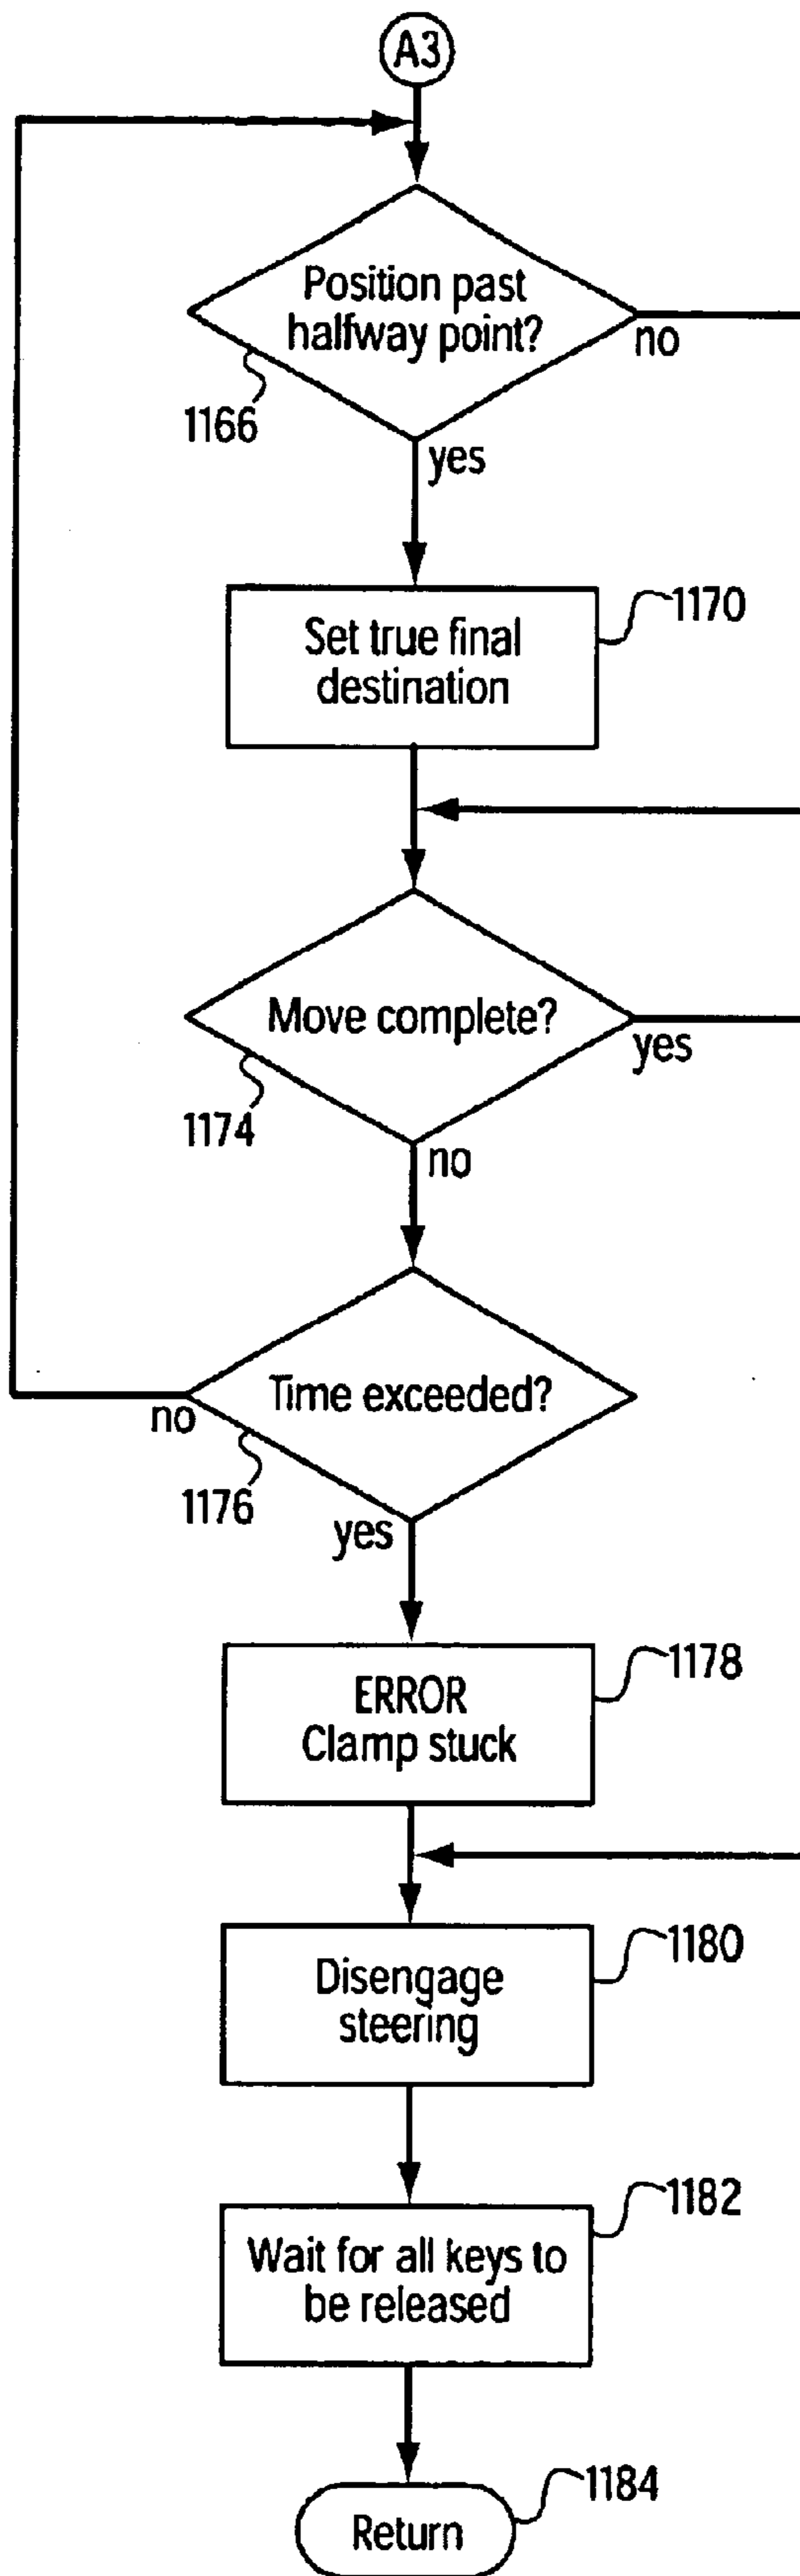 A3
Position past
halfway point?
no
1166
yes
1170
Set true final
destination
Move complete?
yes
1174
no
Time exceeded?
no
1176
yes
1178
ERROR
Clamp stuck
1180
Disengage
steering
1182
Wait for all keys to
be released
1184
Return